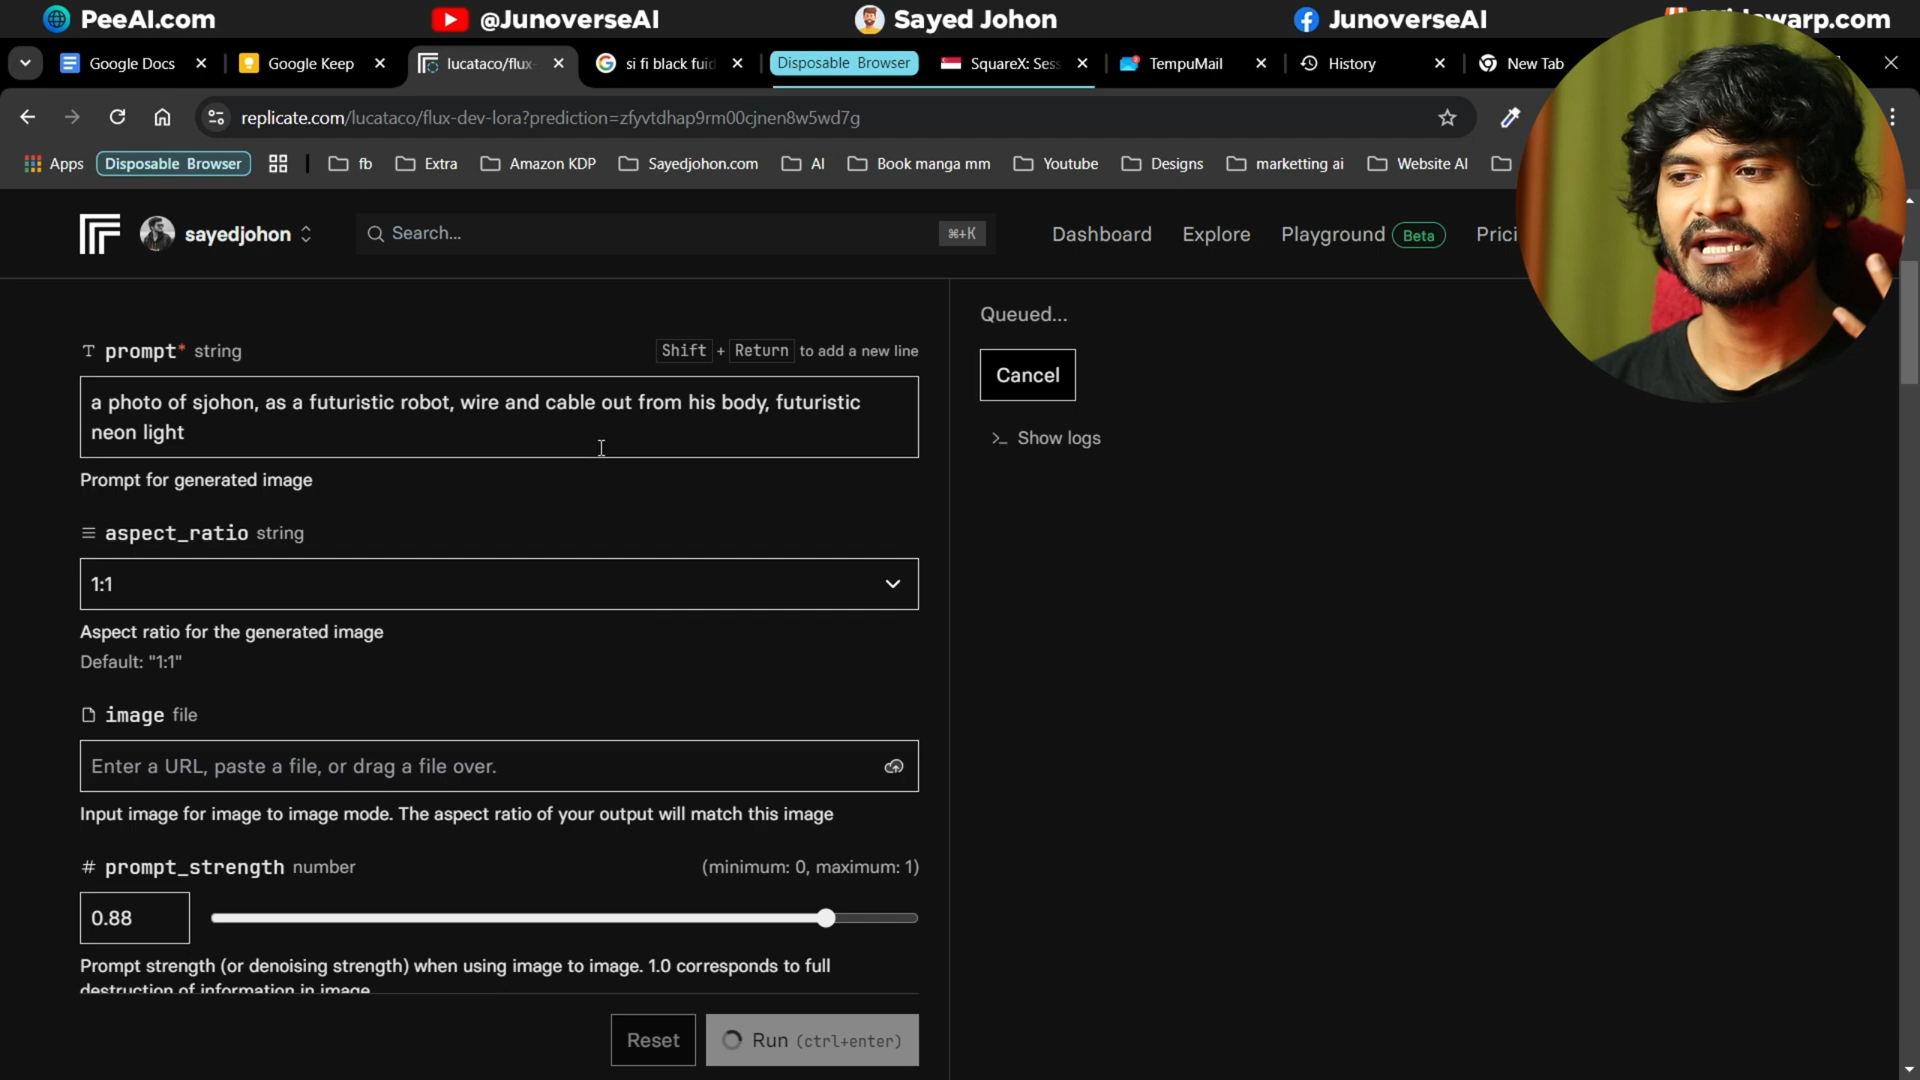 PeeAI.com
@JunoverseAI
Sayed Johon
JunoverseAI
warp.com
Google Docs
Google Keep
lucataco/flux-
si fi black fuid
Disposable Browser
SquareX: Ses
TempuMail
History
New Tab
replicate.com/lucataco/flux-dev-lora?prediction=zfyvtdhap9rm00cjnen8w5wd7g
Apps
Disposable Browser
fb
Extra
Amazon KDP
Sayedjohon.com
AI
Book manga mm
Youtube
Designs
marketting ai
Website AI
sayedjohon
Search...
⌘+K
Dashboard
Explore
Playground
Beta
Prici
prompt* string
Shift + Return to add a new line
a photo of sjohon, as a futuristic robot, wire and cable out from his body, futuristic
neon light
Prompt for generated image
aspect_ratio string
1:1
Aspect ratio for the generated image
Default: "1:1"
image file
Enter a URL, paste a file, or drag a file over.
Input image for image to image mode. The aspect ratio of your output will match this image
# prompt_strength number
(minimum: 0, maximum: 1)
0.88
Prompt strength (or denoising strength) when using image to image. 1.0 corresponds to full
destruction of information in image
Reset
Run (ctrl+enter)
Queued...
Cancel
>_ Show logs